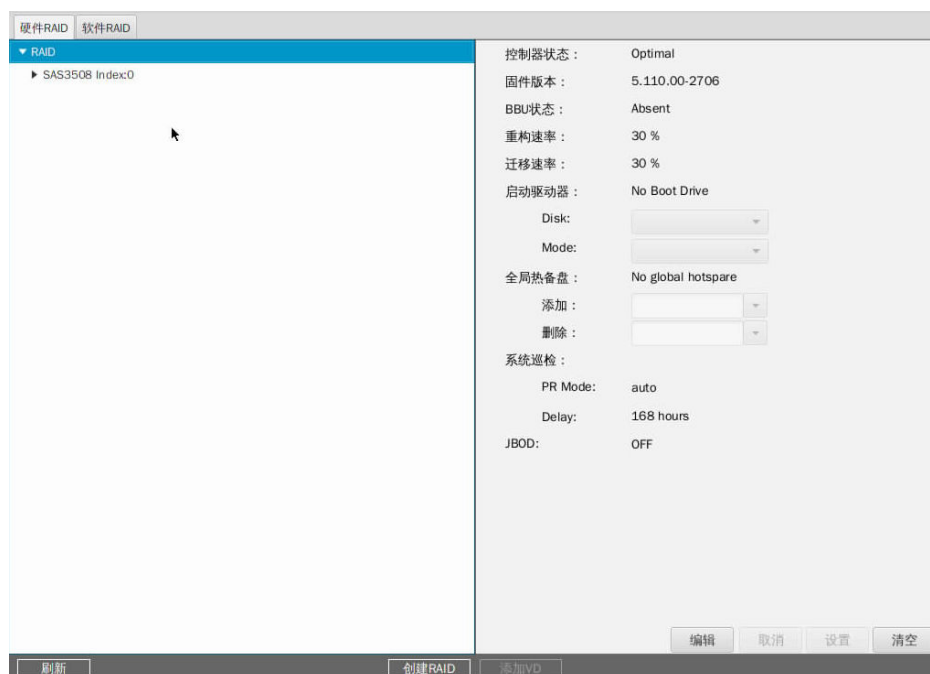 硬件RAID 软件RAID
RAID
SAS3508 Index:0
控制器状态： Optimal
固件版本： 5.110.00-2706
BBU状态： Absent
重构速率： 30 %
迁移速率： 30 %
启动驱动器： No Boot Drive
Disk:
Mode:
全局热备盘： No global hotspare
添加：
删除：
系统巡检：
PR Mode: auto
Delay: 168 hours
JBOD: OFF
编辑 取消 设置 清空
刷新 创建RAID 添加VD